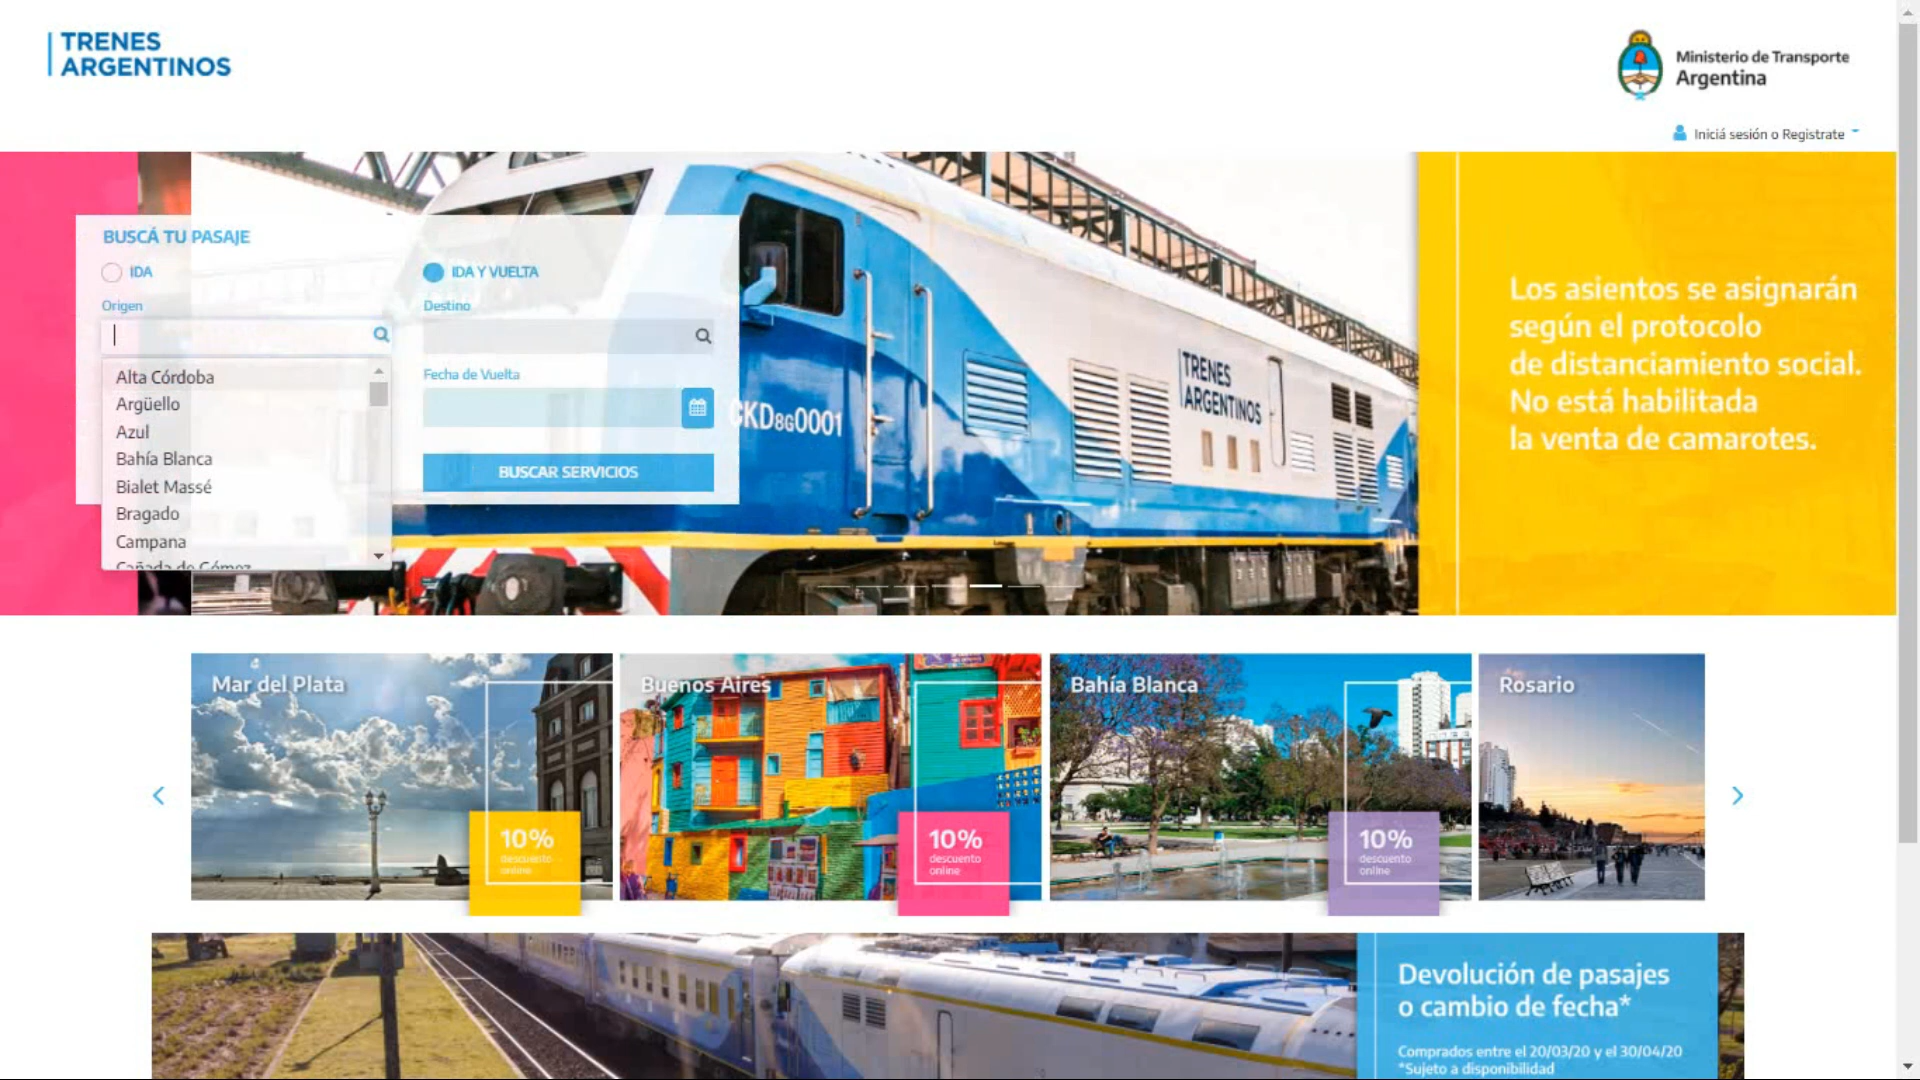 TRENES
ARGENTINOS
Ministerio de Transporte
Argentina
Iniciá sesión o Registrate
BUSCÁ TU PASAJE
IDA
IDA Y VUELTA
Origen
Destino
Alta Córdoba
Argüello
Azul
Bahía Blanca
Bialet Massé
Bragado
Campana
Cañada de Gómez
Fecha de Vuelta
BUSCAR SERVICIOS
CKD8G0001
TRENES
ARGENTINOS
Los asientos se asignarán
según el protocolo
de distanciamiento social.
No está habilitada
la venta de camarotes.
Mar del Plata
10%
descuento
online
Buenos Aires
10%
descuento
online
Bahía Blanca
10%
descuento
online
Rosario
Devolución de pasajes
o cambio de fecha*
Comprados entre el 20/03/20 y el 30/04/20
*Sujeto a disponibilidad